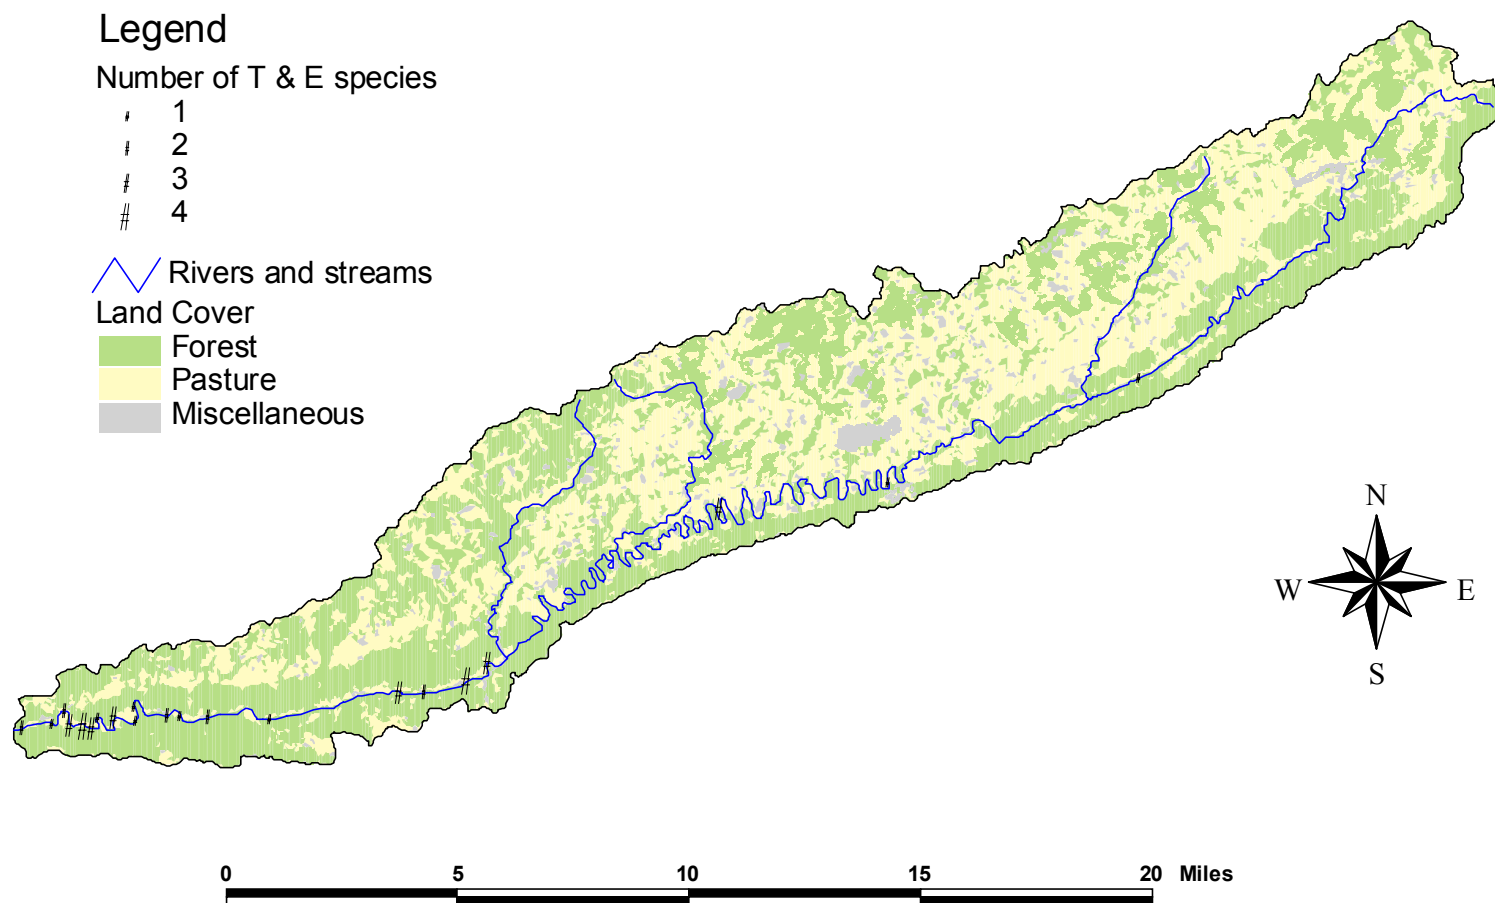 Legend
Number of T & E species
1
2
3
4
Rivers and streams
Land Cover
Forest
Pasture
Miscellaneous
N
W E
S
0 5 10 15 20 Miles